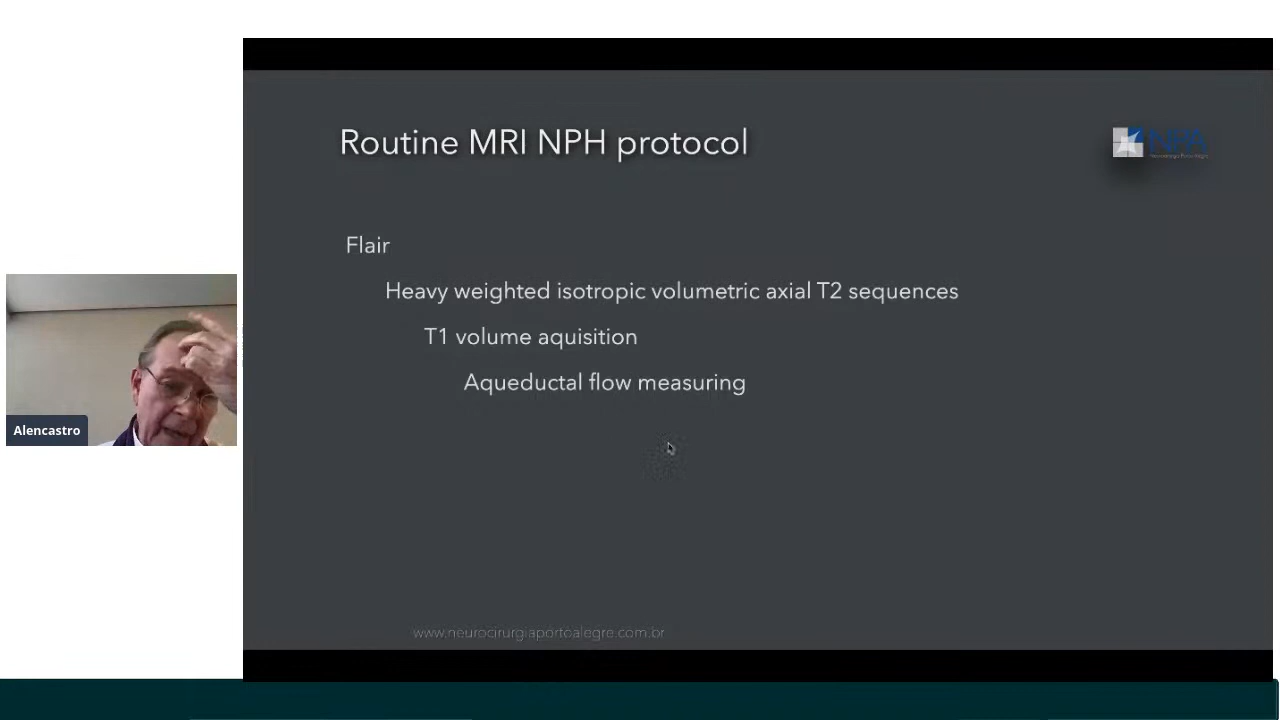 Routine MRI NPH protocol
NPA
Flair
Heavy weighted isotropic volumetric axial T2 sequences
T1 volume aquisition
Aqueductal flow measuring
Alencastro
www.neurocirurgiaportoalegre.com.br